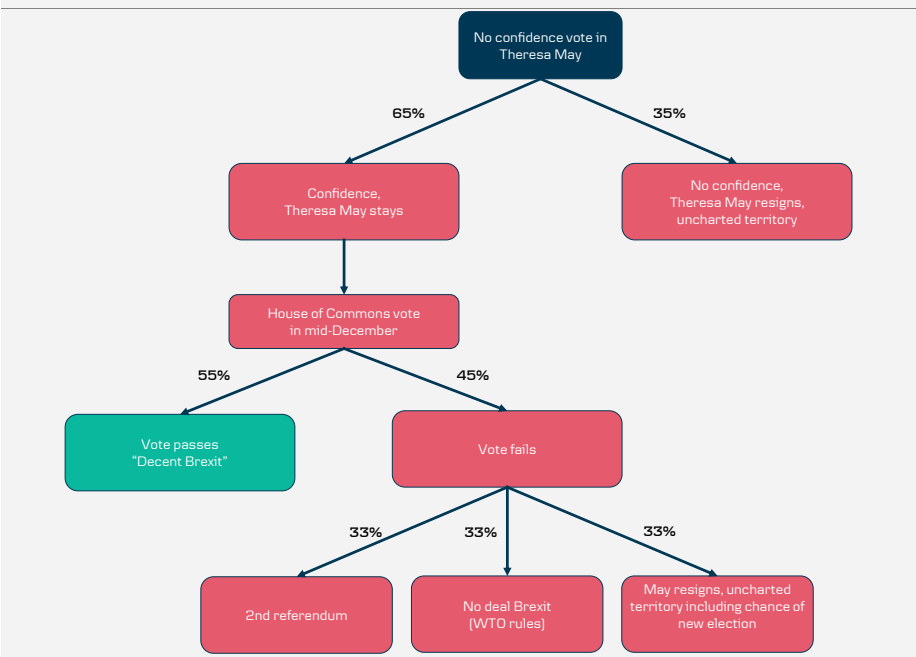 No confidence vote in
Theresa May
65%
35%
Confidence,
Theresa May stays
No confidence,
Theresa May resigns,
uncharted territory
House of Commons vote
in mid-December
55%
45%
Vote passes
“Decent Brexit”
Vote fails
33%
33%
33%
2nd referendum
No deal Brexit
(WTO rules)
May resigns, uncharted
territory including chance of
new election